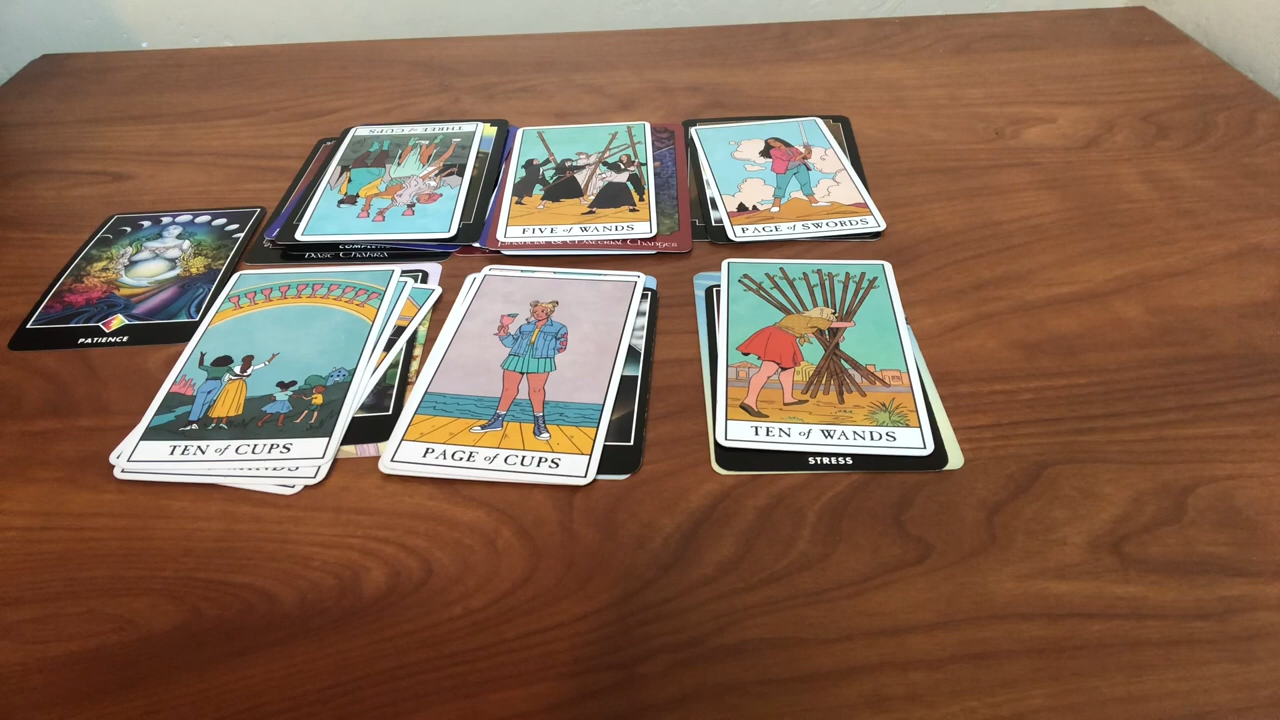 THREE of CUPS
FIVE of WANDS
PAGE of SWORDS
Financial & Material Changes
Base Chakra
PATIENCE
TEN of CUPS
WANDS
PAGE of CUPS
TEN of WANDS
STRESS